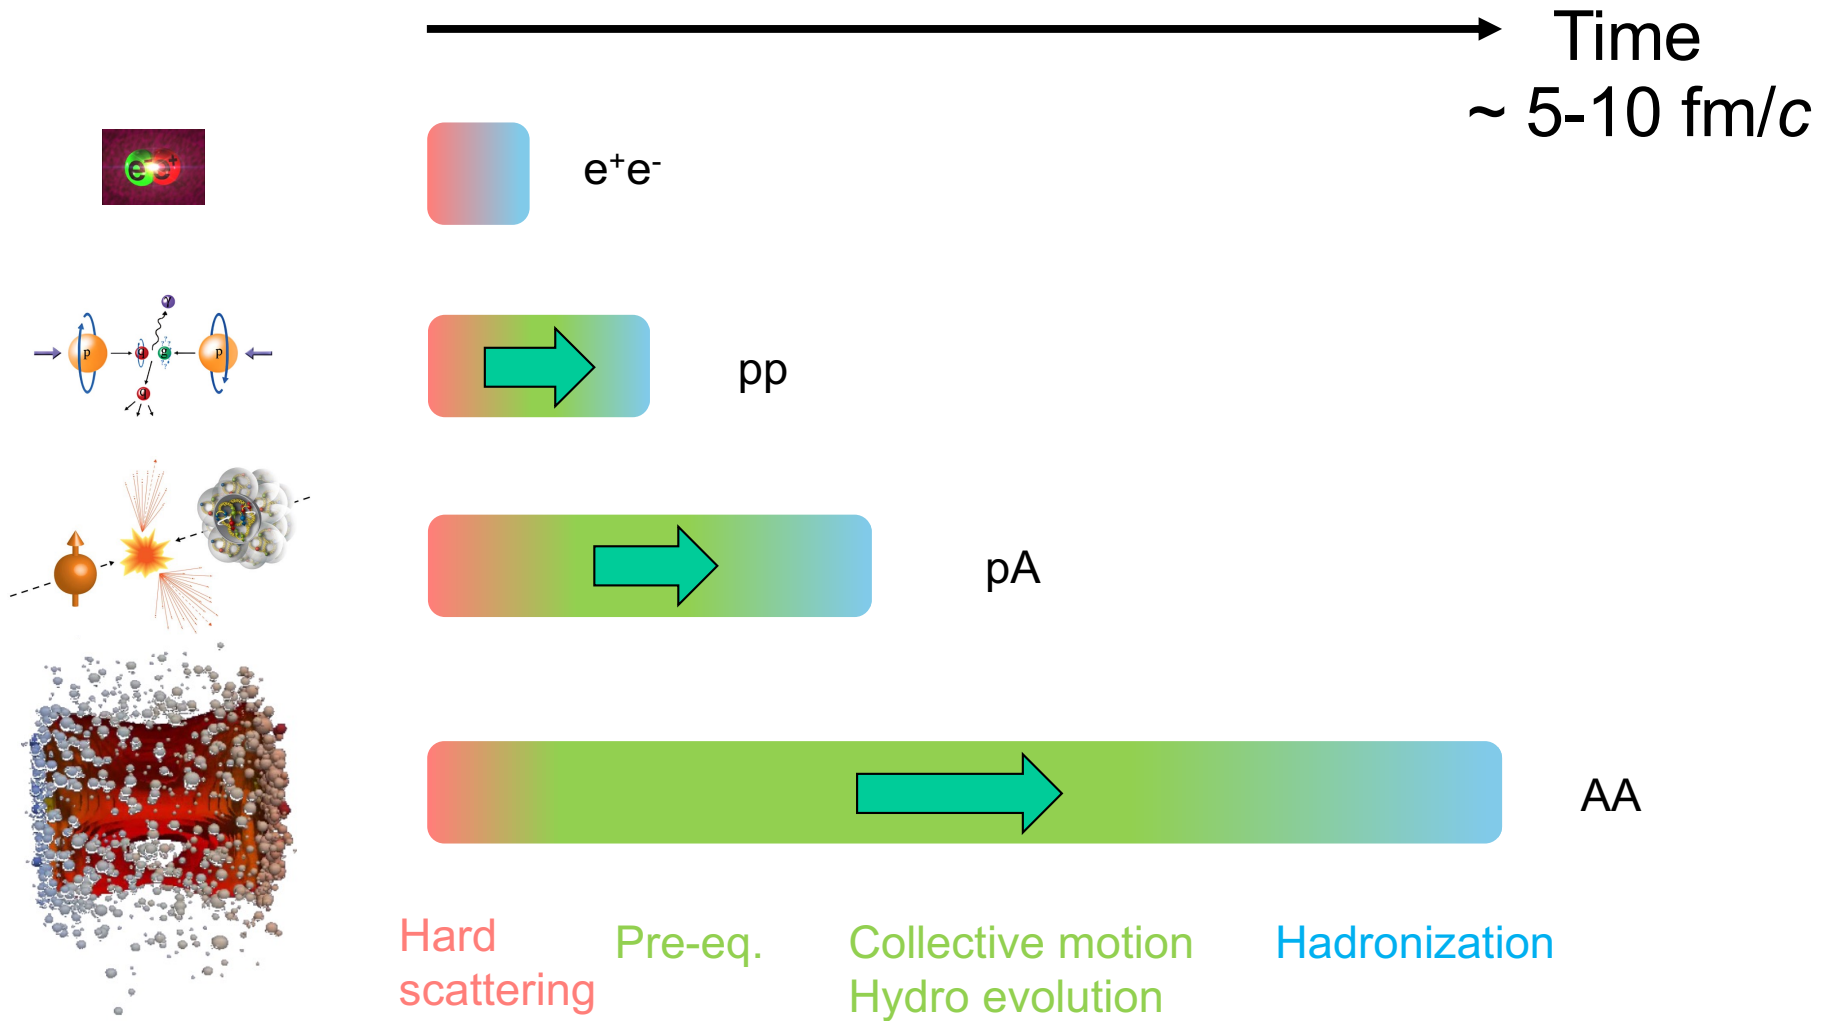 Time
~ 5-10 fm/c
e⁻ e⁺
e⁺e⁻
γ
p q g p
q
pp
pA
AA
Hard
scattering
Pre-eq.
Collective motion
Hydro evolution
Hadronization